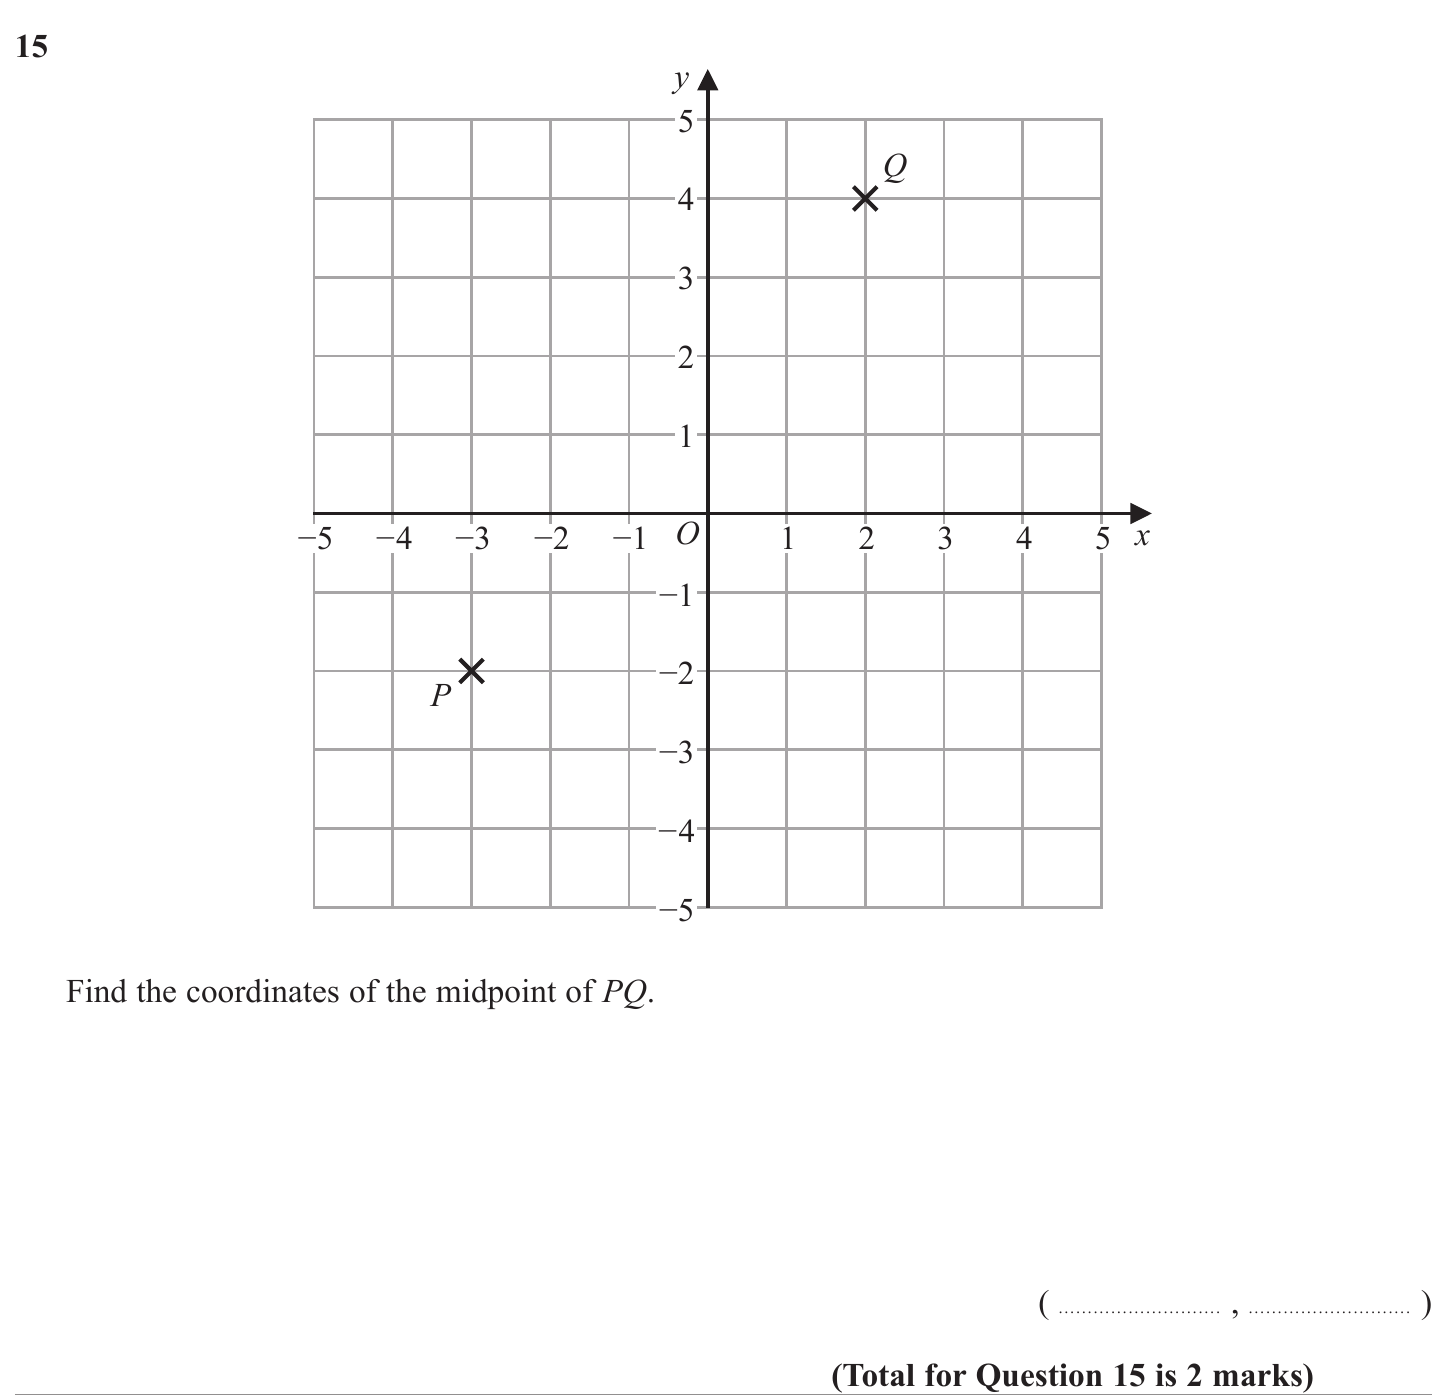 15
y
5
Q
4
3
2
1
−5 −4 −3 −2 −1 O 1 2 3 4 5 x
−1
−2
P
−3
−4
−5
Find the coordinates of the midpoint of PQ.
( .......................... , .......................... )
(Total for Question 15 is 2 marks)